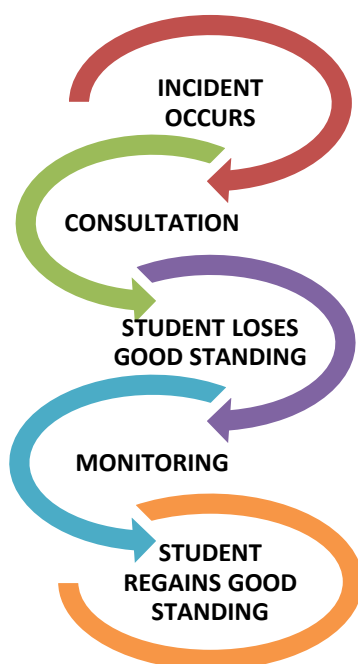 INCIDENT
OCCURS
CONSULTATION
STUDENT LOSES
GOOD STANDING
MONITORING
STUDENT
REGAINS GOOD
STANDING